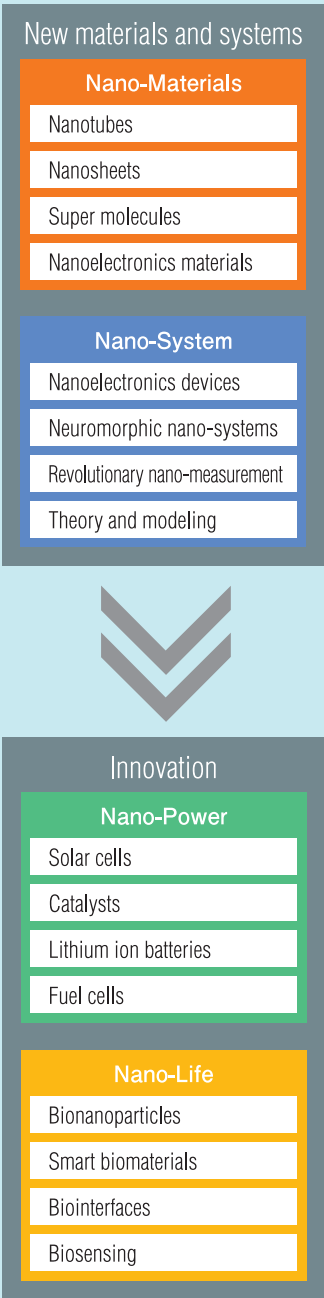 New materials and systems
Nano-Materials
Nanotubes
Nanosheets
Super molecules
Nanoelectronics materials
Nano-System
Nanoelectronics devices
Neuromorphic nano-systems
Revolutionary nano-measurement
Theory and modeling
Innovation
Nano-Power
Solar cells
Catalysts
Lithium ion batteries
Fuel cells
Nano-Life
Bionanoparticles
Smart biomaterials
Biointerfaces
Biosensing